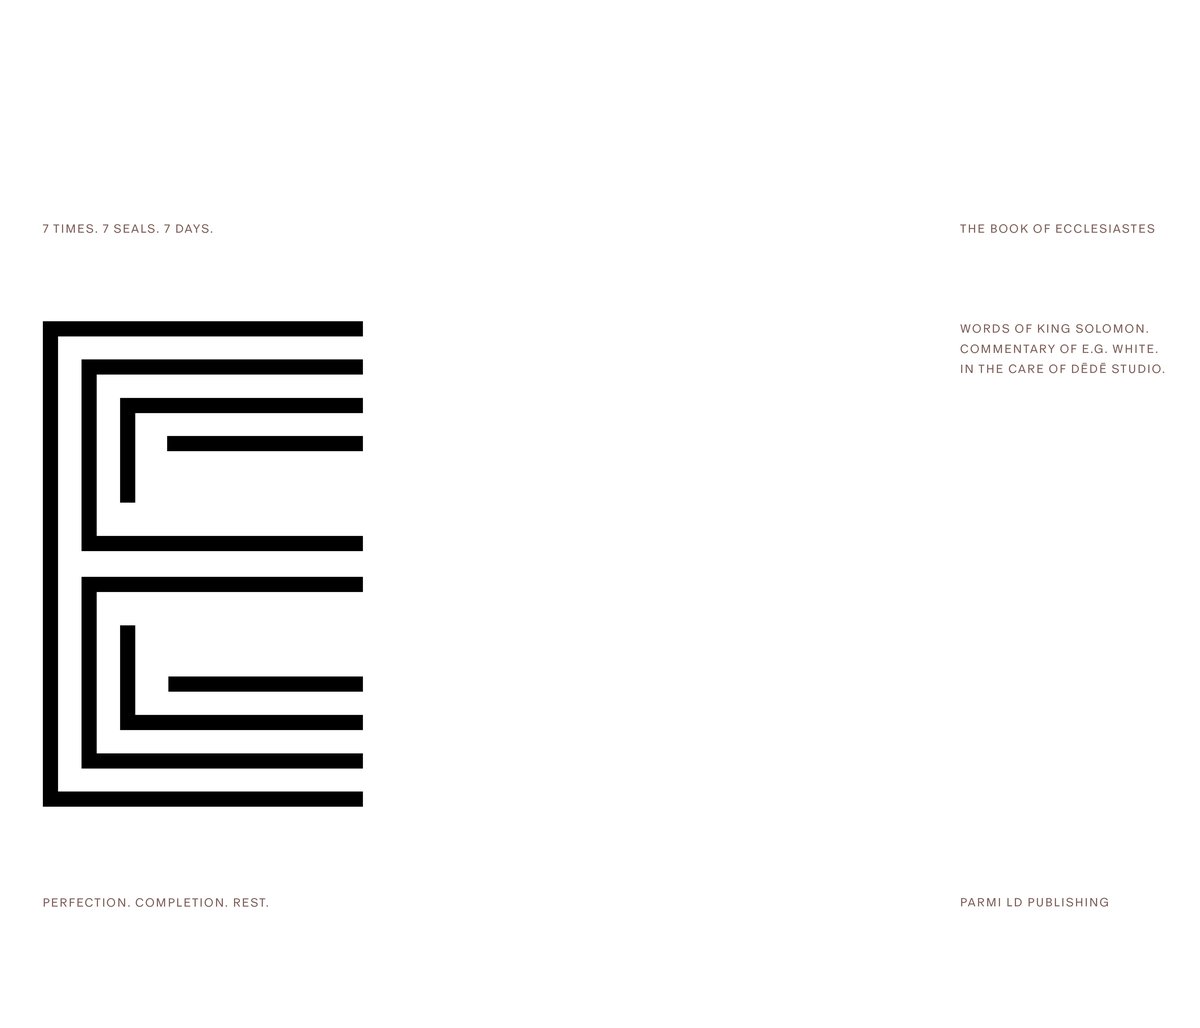 7 TIMES. 7 SEALS. 7 DAYS.
THE BOOK OF ECCLESIASTES
WORDS OF KING SOLOMON.
COMMENTARY OF E.G. WHITE.
IN THE CARE OF DĒDĒ STUDIO.
E
PERFECTION. COMPLETION. REST.
PARMI LD PUBLISHING